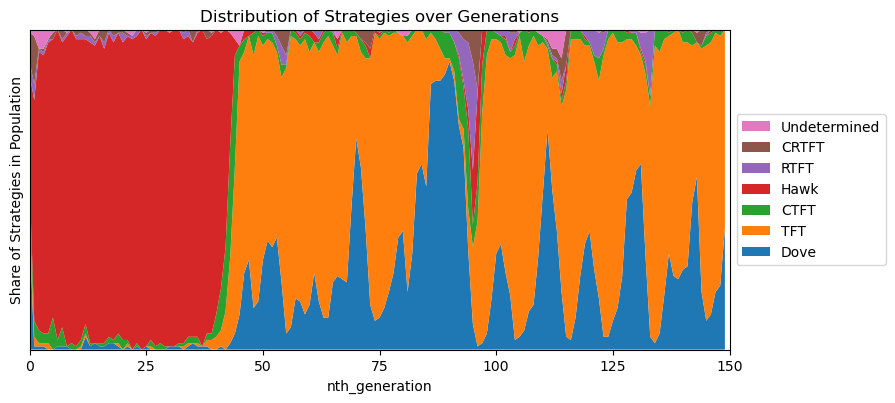 Distribution of Strategies over Generations
Share of Strategies in Population
Undetermined
CRTFT
RTFT
Hawk
CTFT
TFT
Dove
0 25 50 75 100 125 150
nth_generation